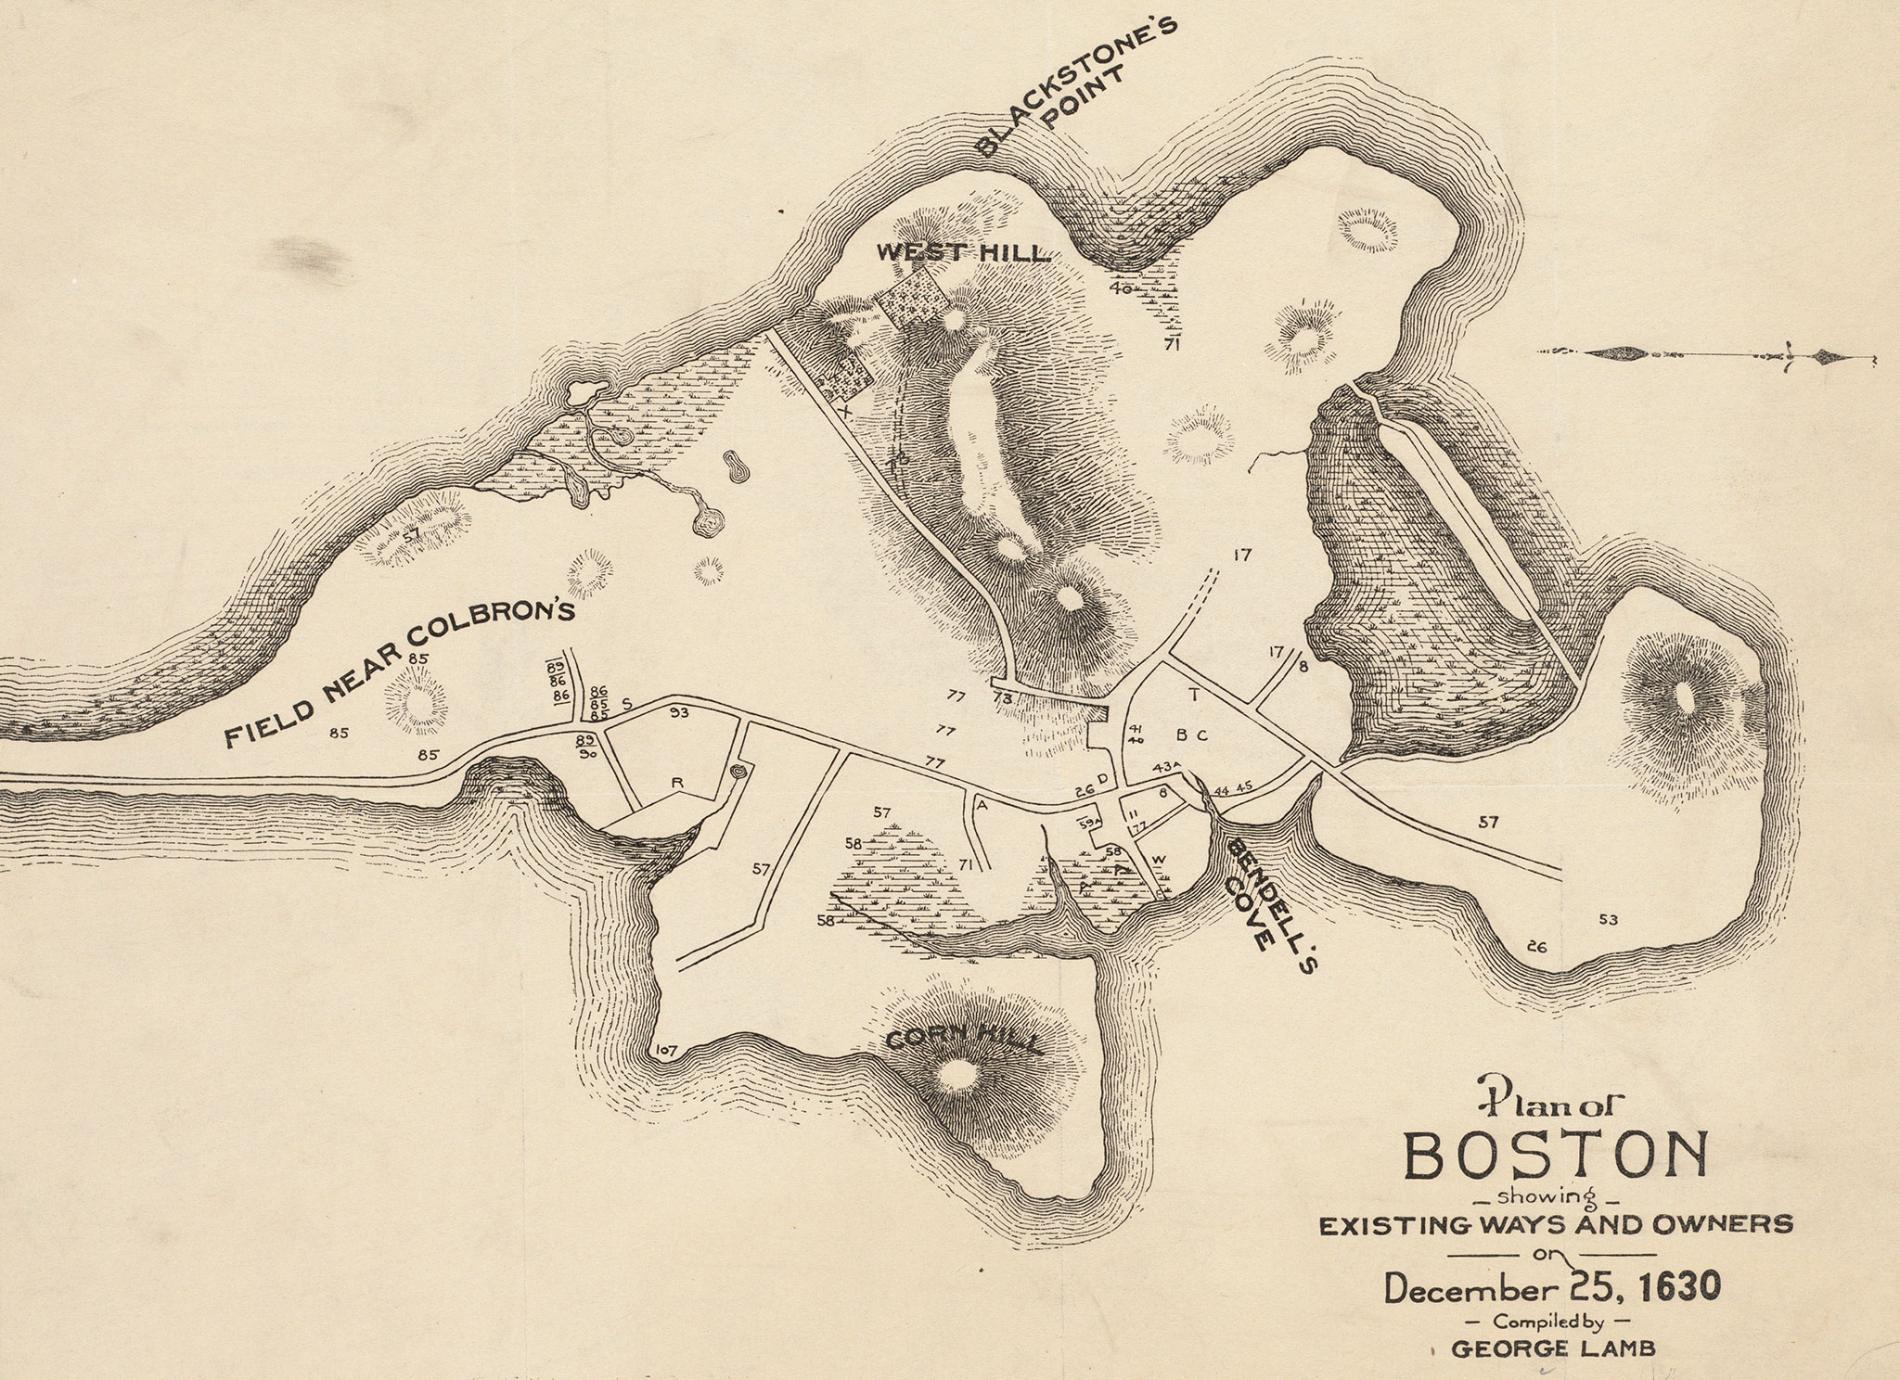 BLACKSTONE'S
POINT
WEST HILL
40
71
X
57
17
FIELD NEAR COLBRON'S
85
89
86
86
86
85
85
S
93
77
73
17
8
T
85
85
89
90
77
77
41
40
B C
R
26
D
43A
8
44
45
A
57
59A
11
77
57
58
71
58
W
57
58
BENDELL'S
COVE
53
26
CORN HILL
107
Plan of
BOSTON
showing
EXISTING WAYS AND OWNERS
on
December 25, 1630
Compiled by
GEORGE LAMB